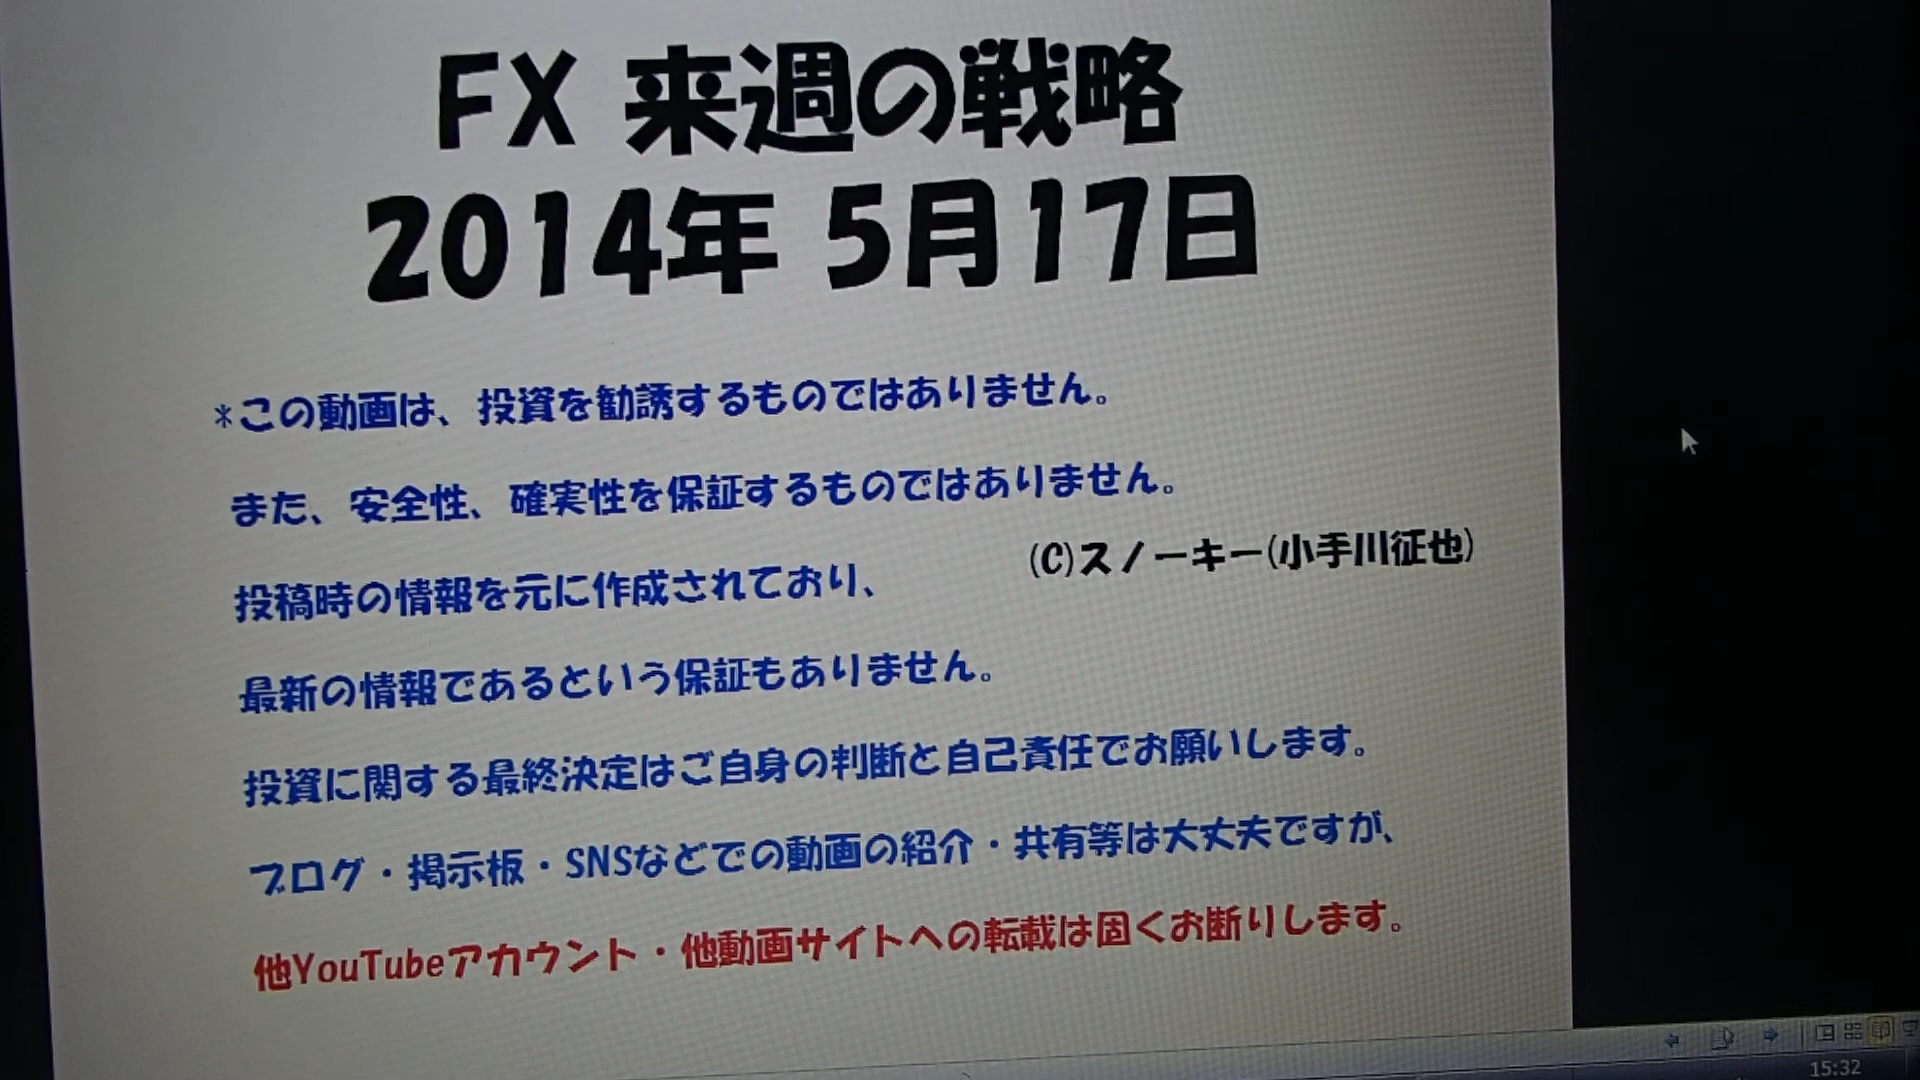 FX 来週の戦略
2014年 5月17日
*この動画は、投資を勧誘するものではありません。
また、安全性、確実性を保証するものではありません。
(C)スノーキー(小手川征也)
投稿時の情報を元に作成されており、
最新の情報であるという保証もありません。
投資に関する最終決定はご自身の判断と自己責任でお願いします。
ブログ・掲示板・SNSなどでの動画の紹介・共有等は大丈夫ですが、
他YouTubeアカウント・他動画サイトへの転載は固くお断りします。
15:32